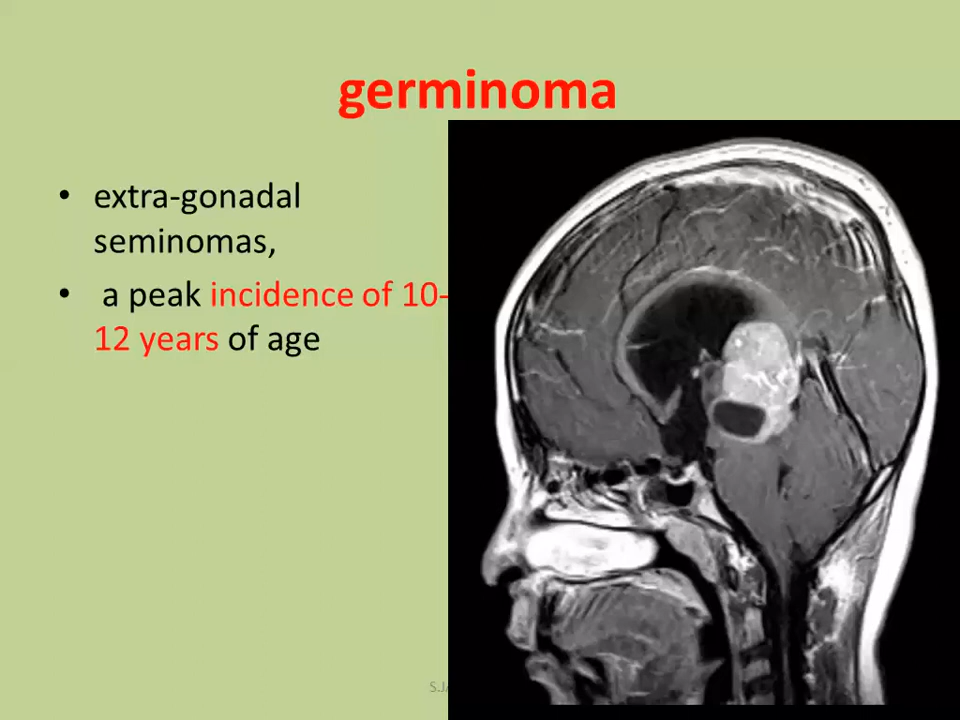 germinoma
• extra-gonadal
seminomas,
• a peak incidence of 10-
12 years of age